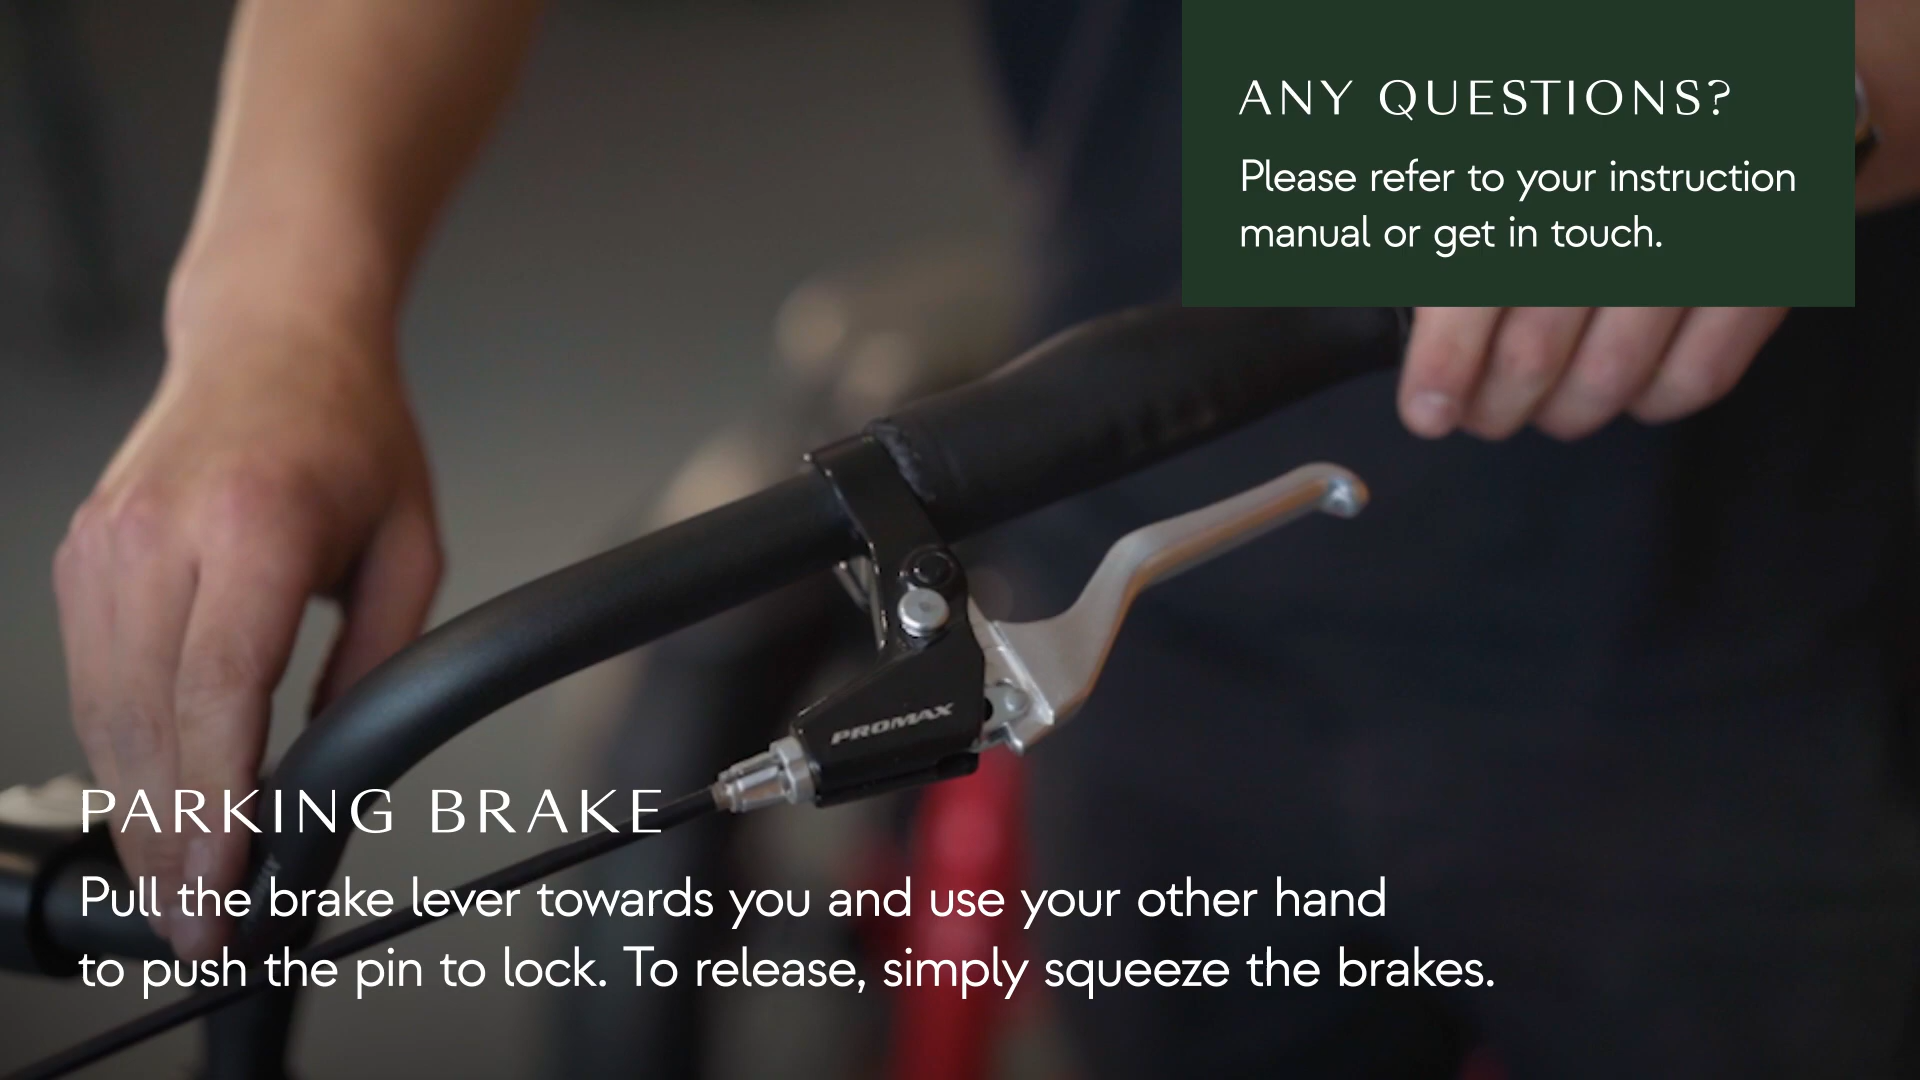 ANY QUESTIONS?
Please refer to your instruction
manual or get in touch.
PROMAX
PARKING BRAKE
Pull the brake lever towards you and use your other hand
to push the pin to lock. To release, simply squeeze the brakes.